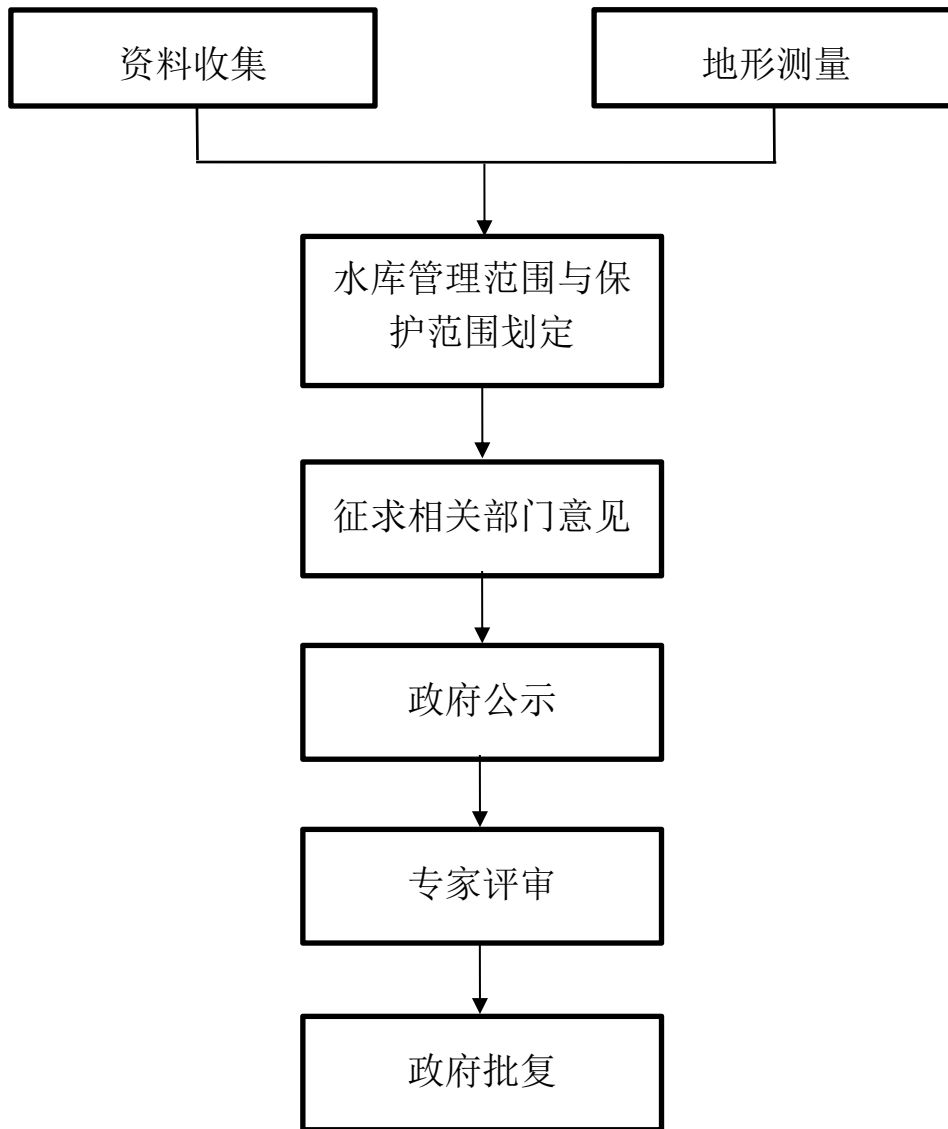 资料收集
地形测量
水库管理范围与保
护范围划定
征求相关部门意见
政府公示
专家评审
政府批复